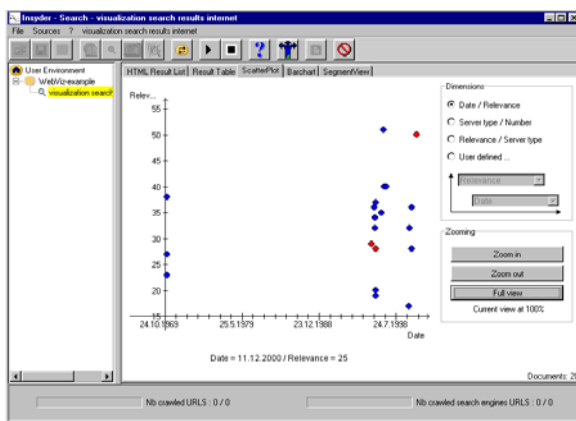 Insyder - Search - visualization search results internet
File Sources ? visualization search results internet
User Environment
WebViz-example
visualization search
HTML Result List Result Table ScatterPlot Barchart SegmentView
Relev...
55
50
45
40
35
30
25
20
15
24.10.1969 25.5.1979 23.12.1988 24.7.1998
Date
Date = 11.12.2000 / Relevance = 25
Dimensions
Date / Relevance
Server type / Number
Relevance / Server type
User defined ...
Relevance
Date
Zooming
Zoom in
Zoom out
Full view
Current view at 100%
Nb crawled URLS : 0 / 0 Nb crawled search engines URLS : 0 / 0